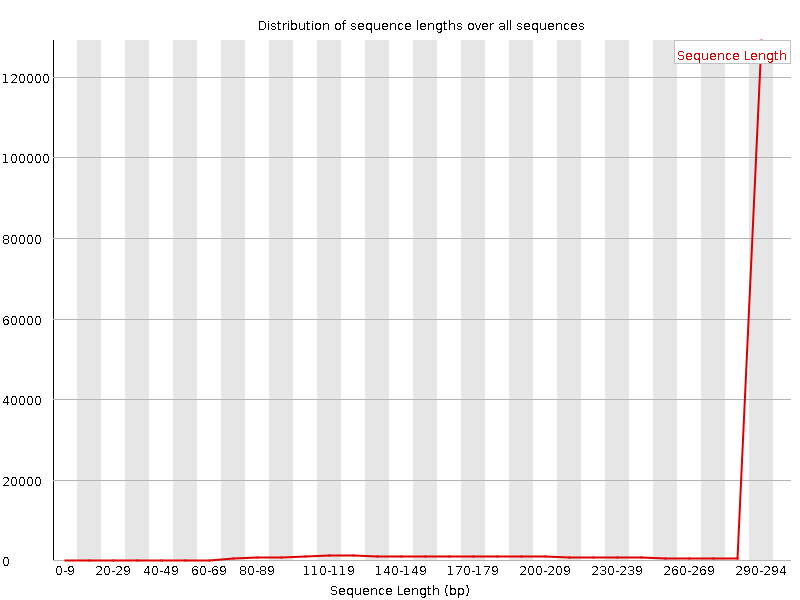 Distribution of sequence lengths over all sequences
Sequence Length
120000
100000
80000
60000
40000
20000
0
0-9 20-29 40-49 60-69 80-89 110-119 140-149 170-179 200-209 230-239 260-269 290-294
Sequence Length (bp)